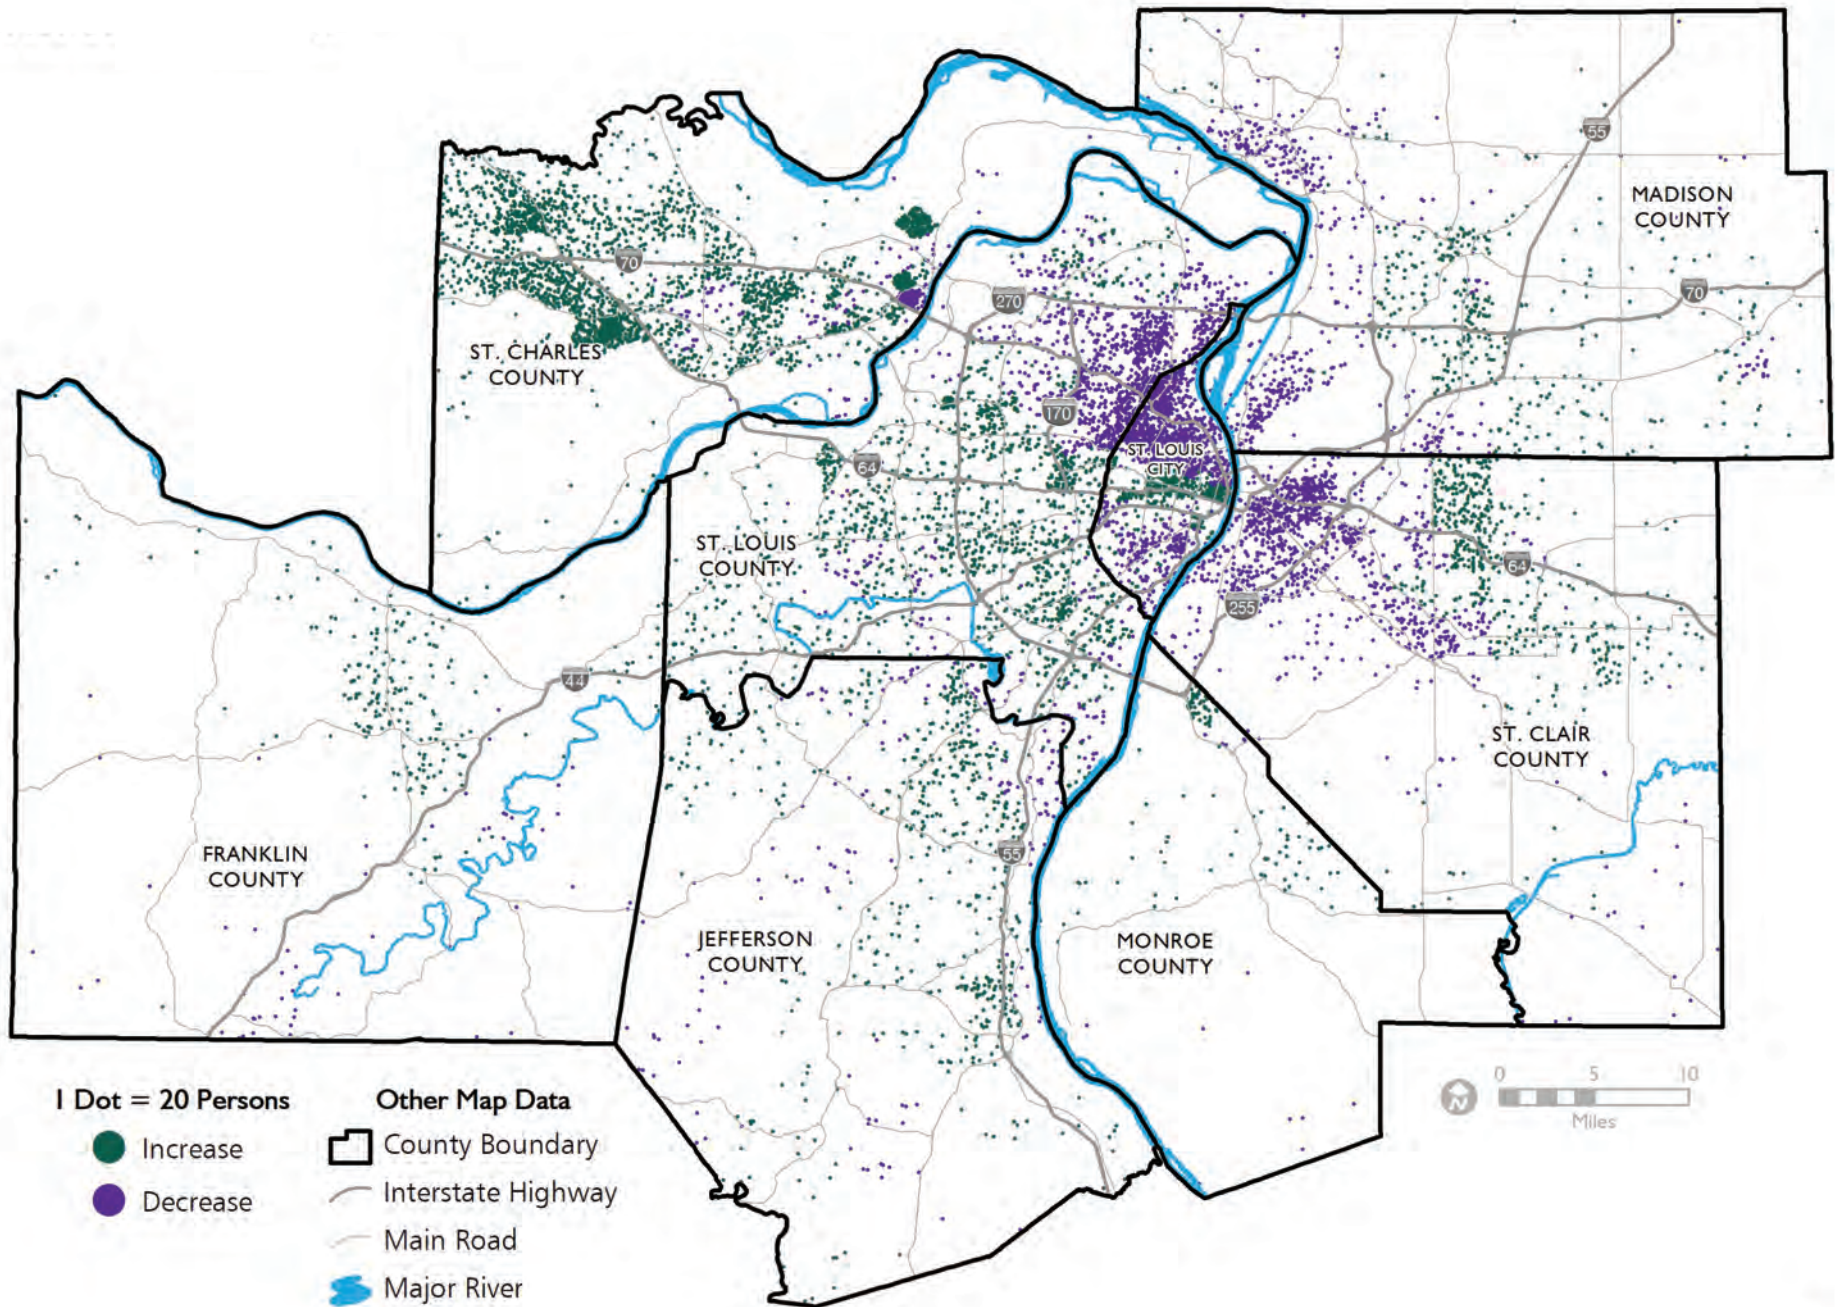 55
MADISON
COUNTY
70
70
270
ST. CHARLES
COUNTY
170
ST. LOUIS
CITY
64
ST. LOUIS
COUNTY
64
255
44
ST. CLAIR
COUNTY
FRANKLIN
COUNTY
55
JEFFERSON
COUNTY
MONROE
COUNTY
1 Dot = 20 Persons
Increase
Decrease
Other Map Data
County Boundary
Interstate Highway
Main Road
Major River
N
0 5 10
Miles